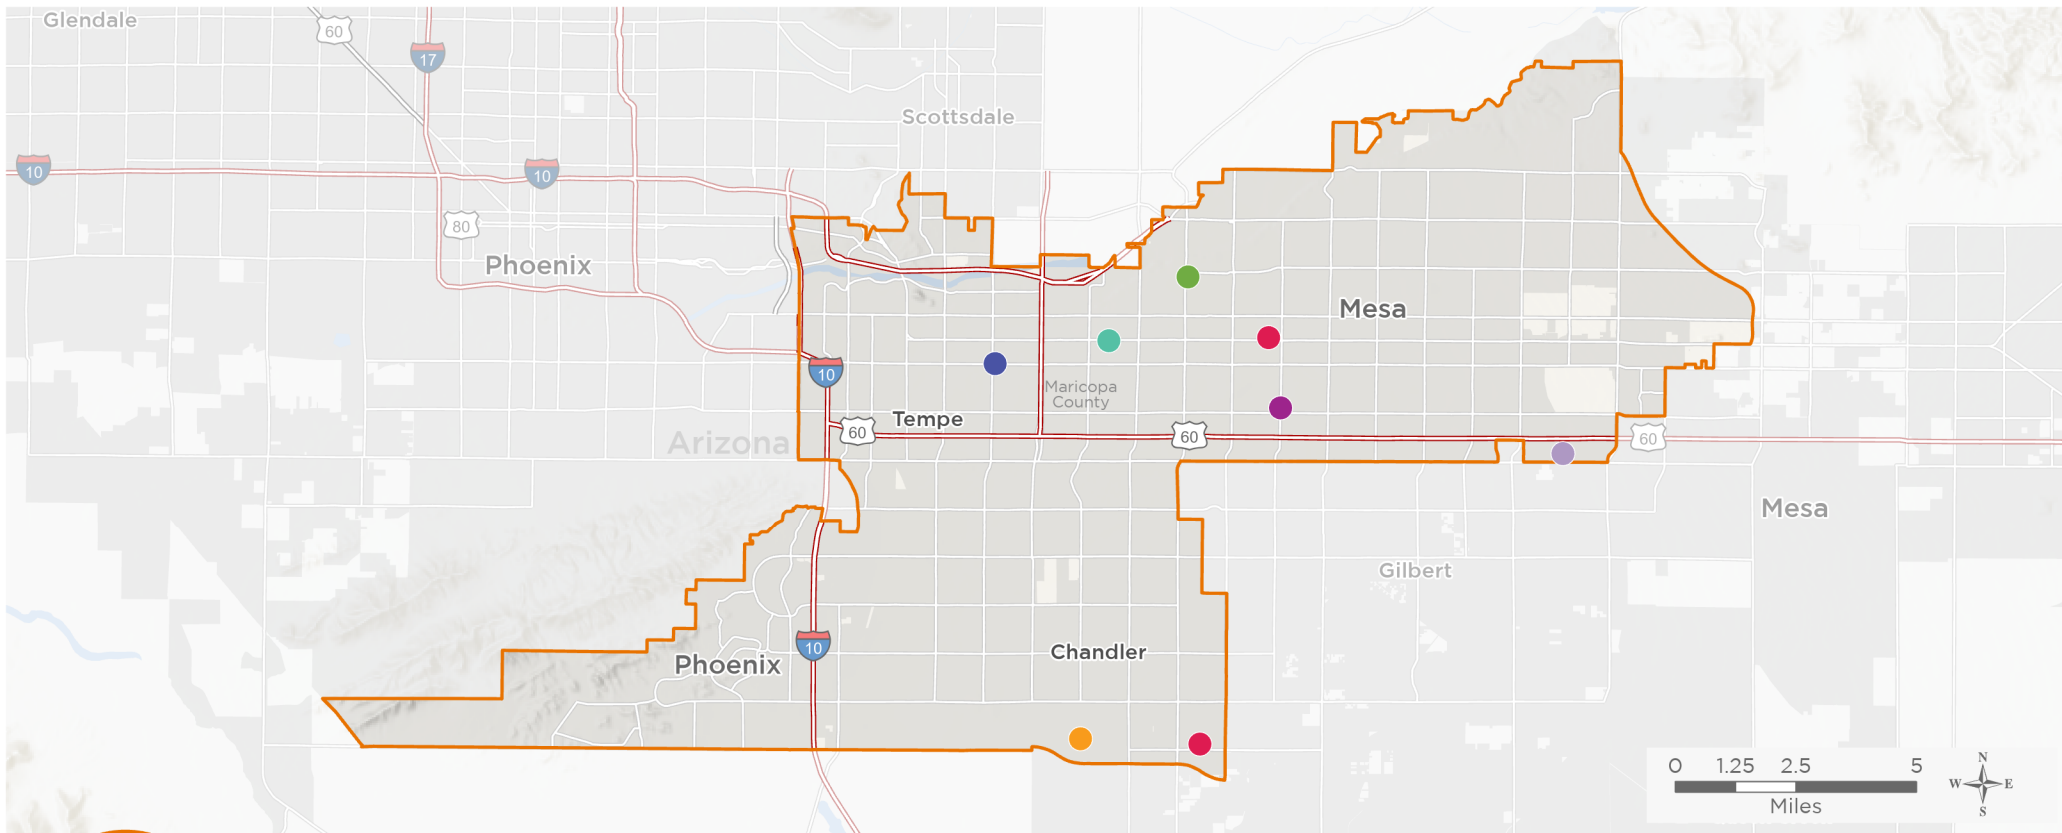 Glendale
60
17
Scottsdale
10
10
80
Phoenix
Mesa
10
Maricopa
County
Tempe
60
60
60
Arizona
Mesa
Gilbert
10
Chandler
Phoenix
0 1.25 2.5 5
Miles
N
W E
S